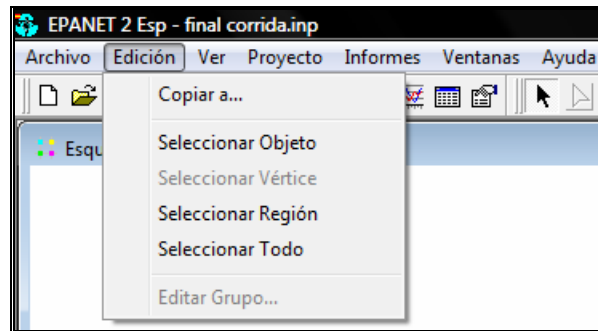 EPANET 2 Esp - final corrida.inp
Archivo Edición Ver Proyecto Informes Ventanas Ayuda
Copiar a...
Esqu
Seleccionar Objeto
Seleccionar Vértice
Seleccionar Región
Seleccionar Todo
Editar Grupo...